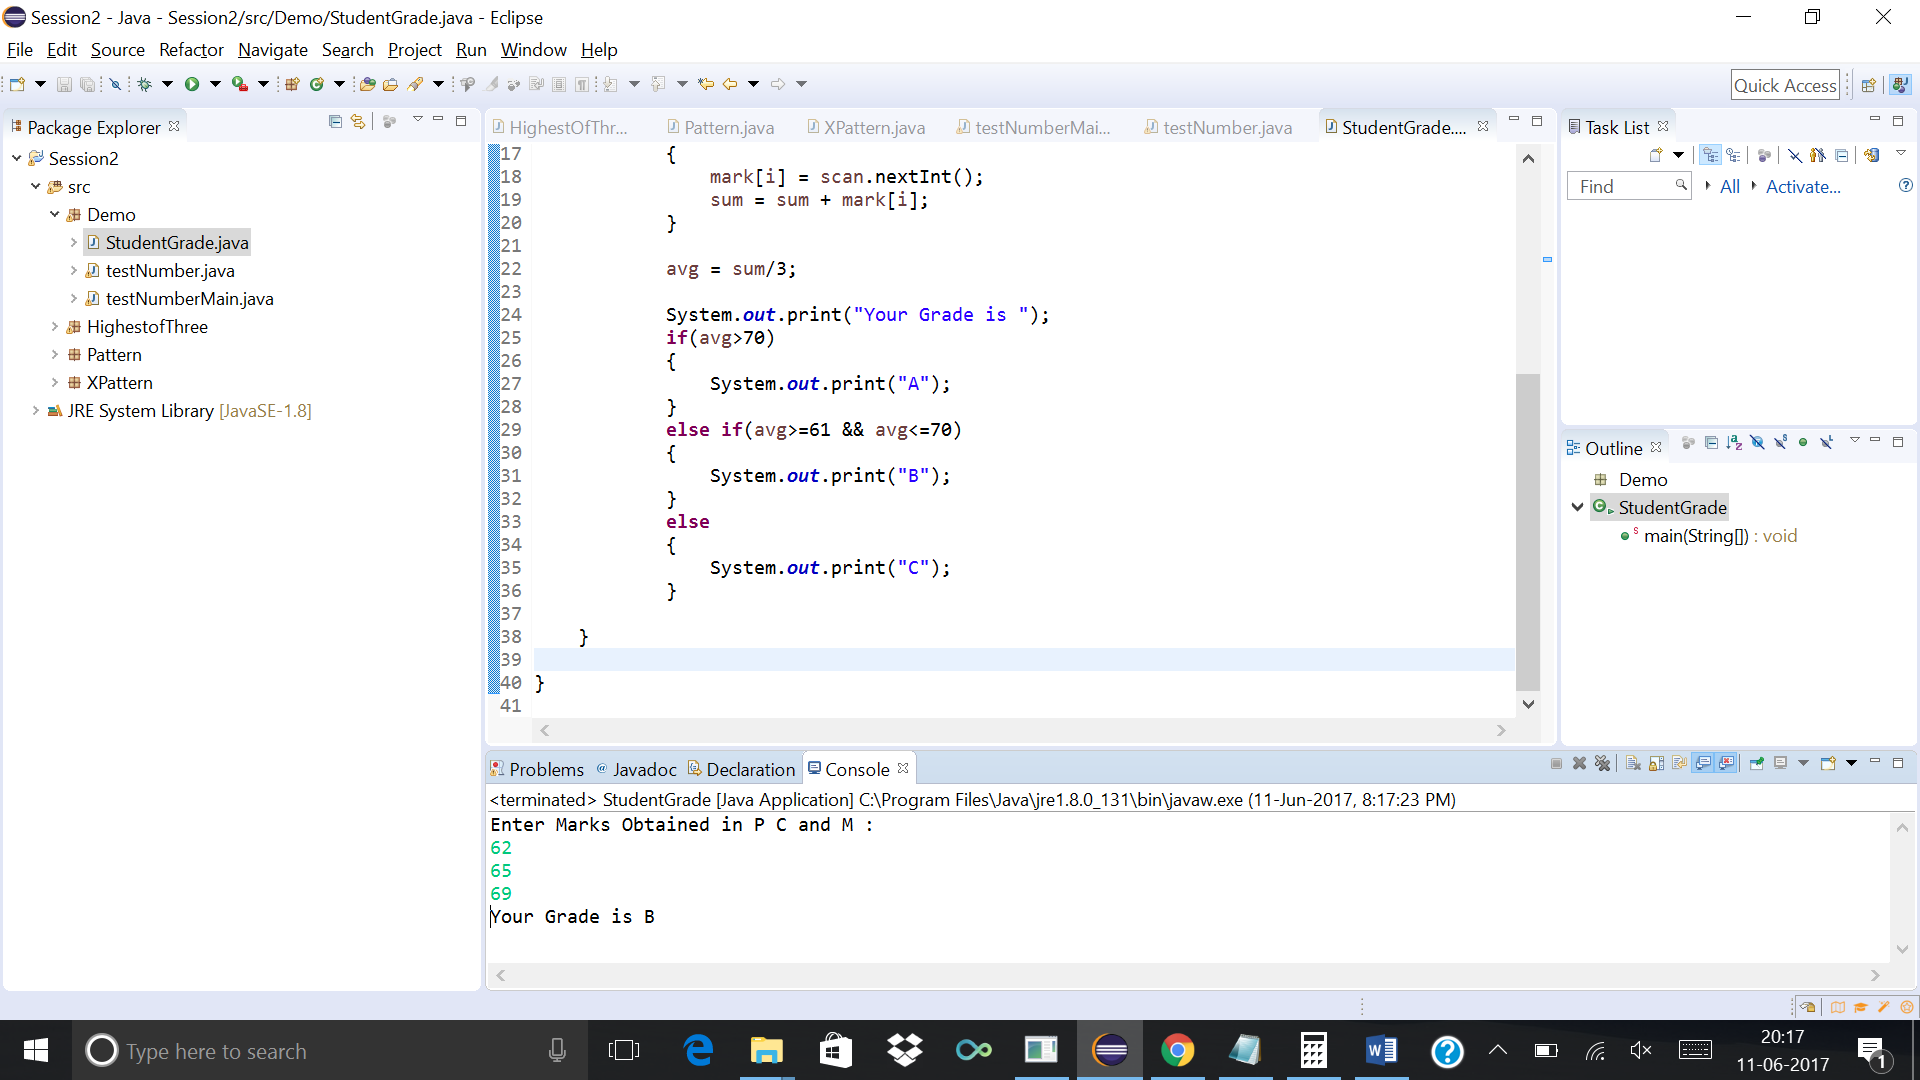 Session2 - Java - Session2/src/Demo/StudentGrade.java - Eclipse
File Edit Source Refactor Navigate Search Project Run Window Help
Quick Access
Package Explorer
Session2
src
Demo
StudentGrade.java
testNumber.java
testNumberMain.java
HighestofThree
Pattern
XPattern
JRE System Library [JavaSE-1.8]
HighestOfThr... Pattern.java XPattern.java testNumberMai... testNumber.java StudentGrade....
17 {
18 mark[i] = scan.nextInt();
19 sum = sum + mark[i];
20 }
21
22 avg = sum/3;
23
24 System.out.print("Your Grade is ");
25 if(avg>70)
26 {
27 System.out.print("A");
28 }
29 else if(avg>=61 && avg<=70)
30 {
31 System.out.print("B");
32 }
33 else
34 {
35 System.out.print("C");
36 }
37
38 }
39
40 }
41
Task List
Find All Activate...
Outline
Demo
StudentGrade
main(String[]) : void
Problems @ Javadoc Declaration Console
<terminated> StudentGrade [Java Application] C:\Program Files\Java\jre1.8.0_131\bin\javaw.exe (11-Jun-2017, 8:17:23 PM)
Enter Marks Obtained in P C and M :
62
65
69
Your Grade is B
Type here to search
20:17
11-06-2017
1